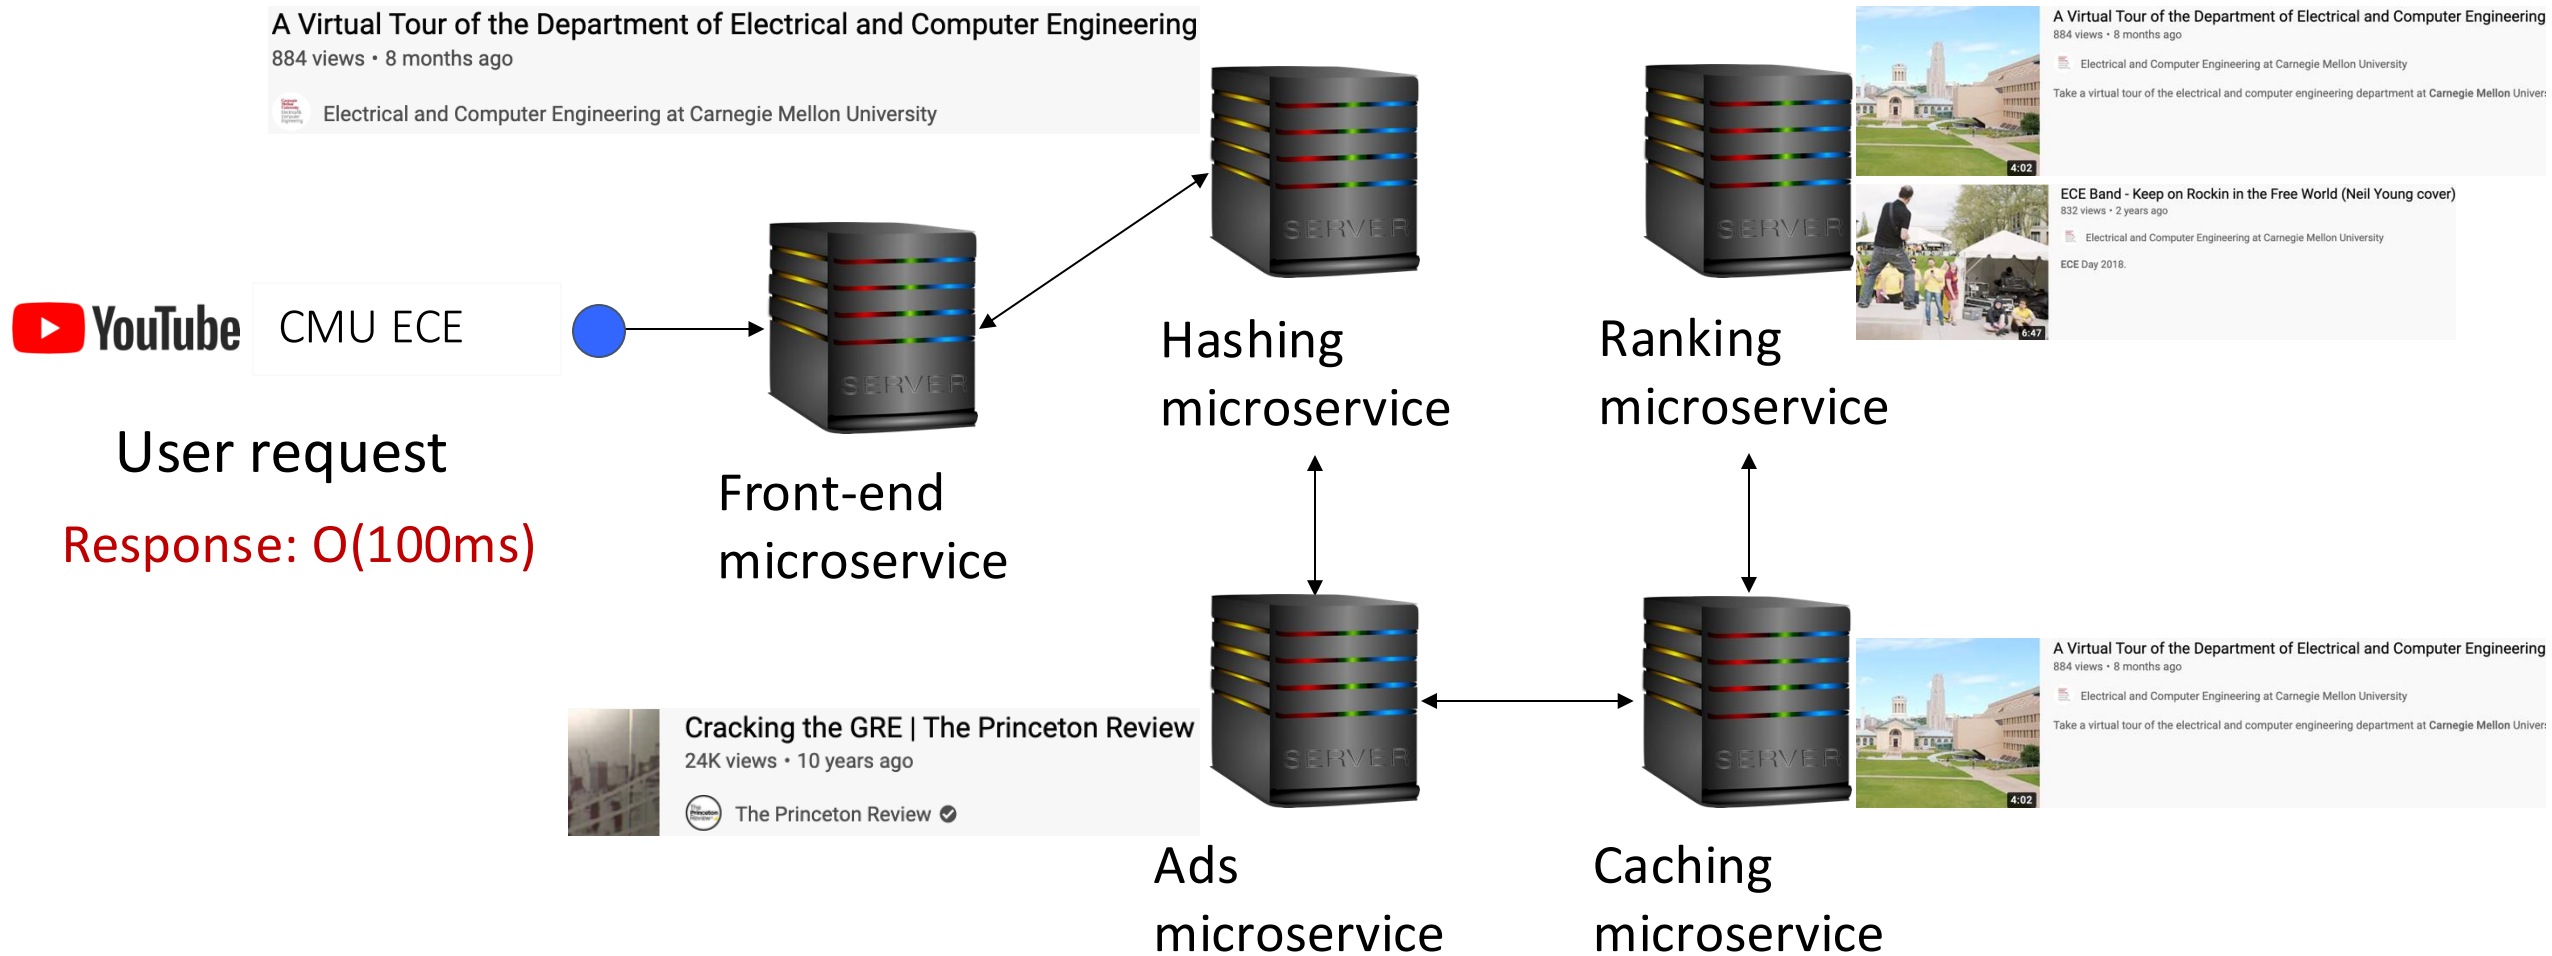 A Virtual Tour of the Department of Electrical and Computer Engineering
884 views • 8 months ago
Electrical and Computer Engineering at Carnegie Mellon University
YouTube
CMU ECE
User request
Response: O(100ms)
SERVER
Front-end
microservice
SERVER
Hashing
microservice
SERVER
Ranking
microservice
A Virtual Tour of the Department of Electrical and Computer Engineering
884 views • 8 months ago
Electrical and Computer Engineering at Carnegie Mellon University
Take a virtual tour of the electrical and computer engineering department at Carnegie Mellon
4:02
ECE Band - Keep on Rockin in the Free World (Neil Young cover)
832 views • 2 years ago
Electrical and Computer Engineering at Carnegie Mellon University
ECE Day 2018.
6:47
Cracking the GRE | The Princeton Review
24K views • 10 years ago
The Princeton Review
The Princeton Review
SERVER
Ads
microservice
SERVER
Caching
microservice
A Virtual Tour of the Department of Electrical and Computer Engineering
884 views • 8 months ago
Electrical and Computer Engineering at Carnegie Mellon University
Take a virtual tour of the electrical and computer engineering department at Carnegie Mellon
4:02